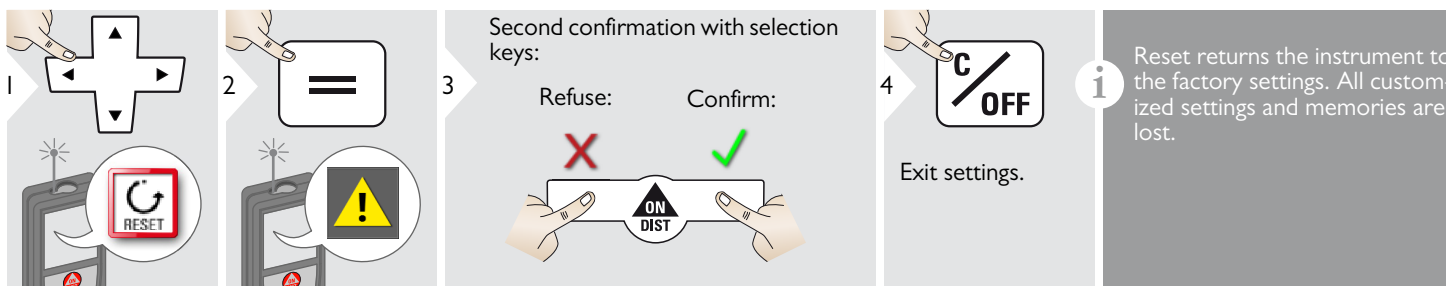 1
RESET
2
=
!
3
Second confirmation with selection
keys:
Refuse:
Confirm:
ON
DIST
4
C/OFF
Exit settings.
i
Reset returns the instrument to
the factory settings. All custom-
ized settings and memories are
lost.